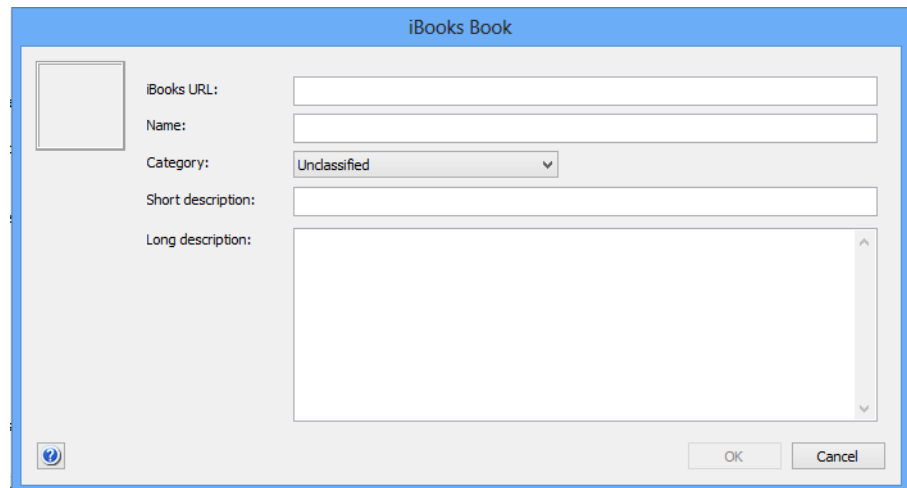 iBooks Book
iBooks URL:
Name:
Category:
Unclassified
Short description:
Long description:
?
OK
Cancel